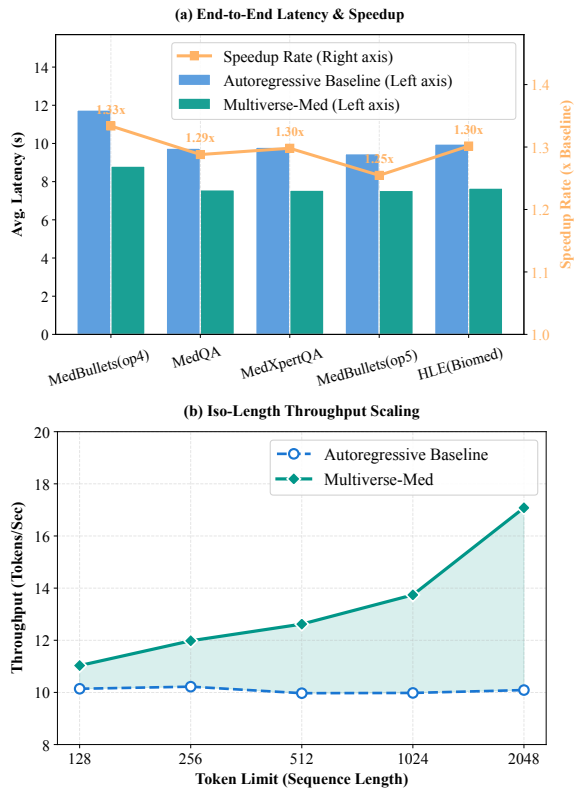 (a) End-to-End Latency & Speedup
Speedup Rate (Right axis)
Autoregressive Baseline (Left axis)
Multiverse-Med (Left axis)
Avg. Latency (s)
14
12
10
8
6
4
2
0
1.33x
1.29x
1.30x
1.25x
1.30x
1.4
1.3
1.2
1.1
1.0
Speedup Rate (x Baseline)
MedBullets(op4)
MedQA
MedXpertQA
MedBullets(op5)
HLE(Biomed)
(b) Iso-Length Throughput Scaling
Autoregressive Baseline
Multiverse-Med
Throughput (Tokens/Sec)
20
18
16
14
12
10
8
128 256 512 1024 2048
Token Limit (Sequence Length)